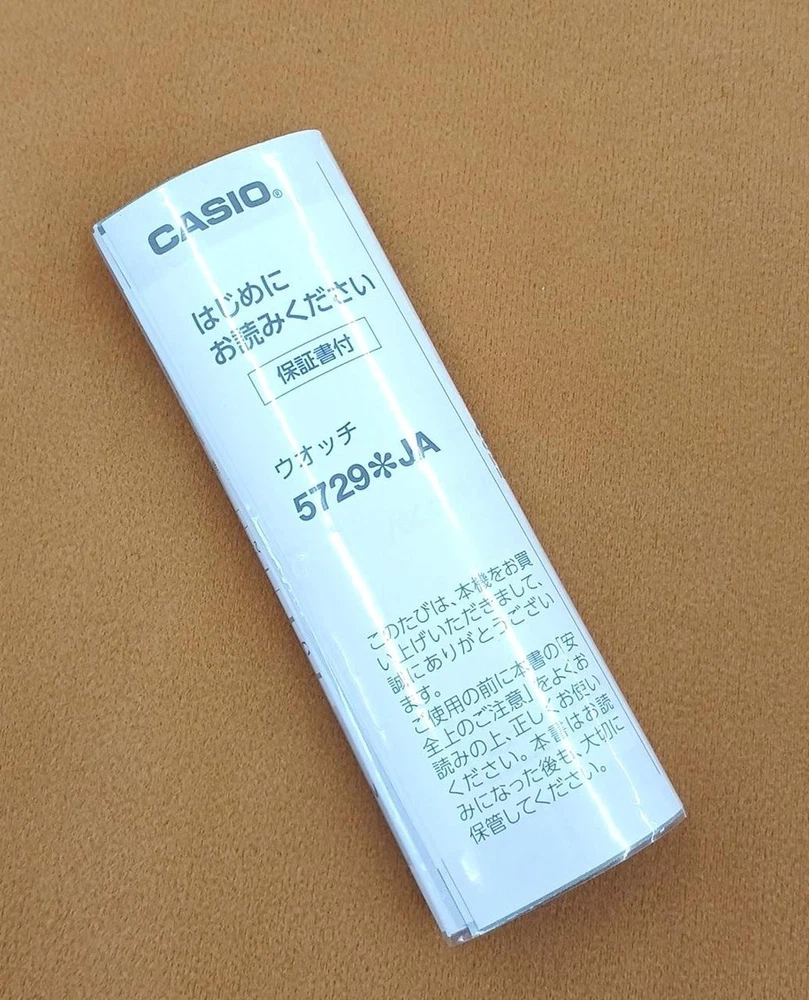 CASIO®
はじめに
お読みください
保証書付
ウオッチ
5729✻JA
このたびは、本機をお買
い上げいただきまして、
誠にありがとうござい
ます。
ご使用の前に本書の「安
全上のご注意」をよくお
読みの上、正しくお使い
ください。本書はお読
みになった後も、大切に
保管してください。